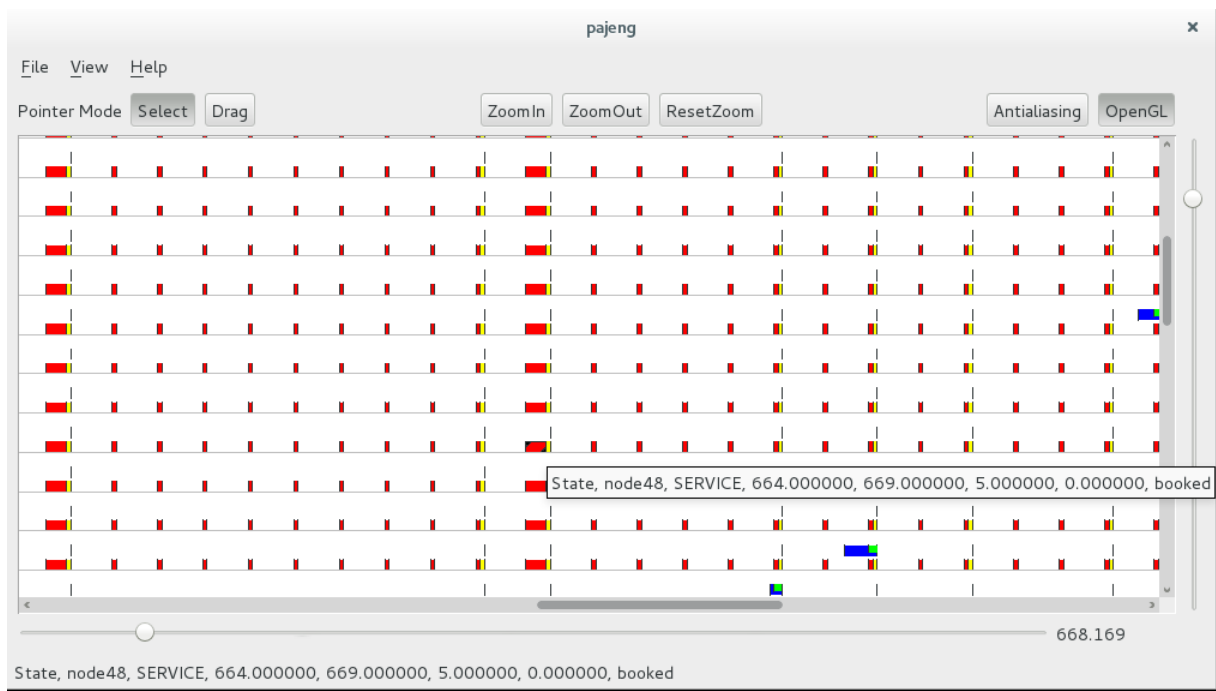 pajeng
File View Help
Pointer Mode Select Drag ZoomIn ZoomOut ResetZoom Antialiasing OpenGL
State, node48, SERVICE, 664.000000, 669.000000, 5.000000, 0.000000, booked
668.169
State, node48, SERVICE, 664.000000, 669.000000, 5.000000, 0.000000, booked